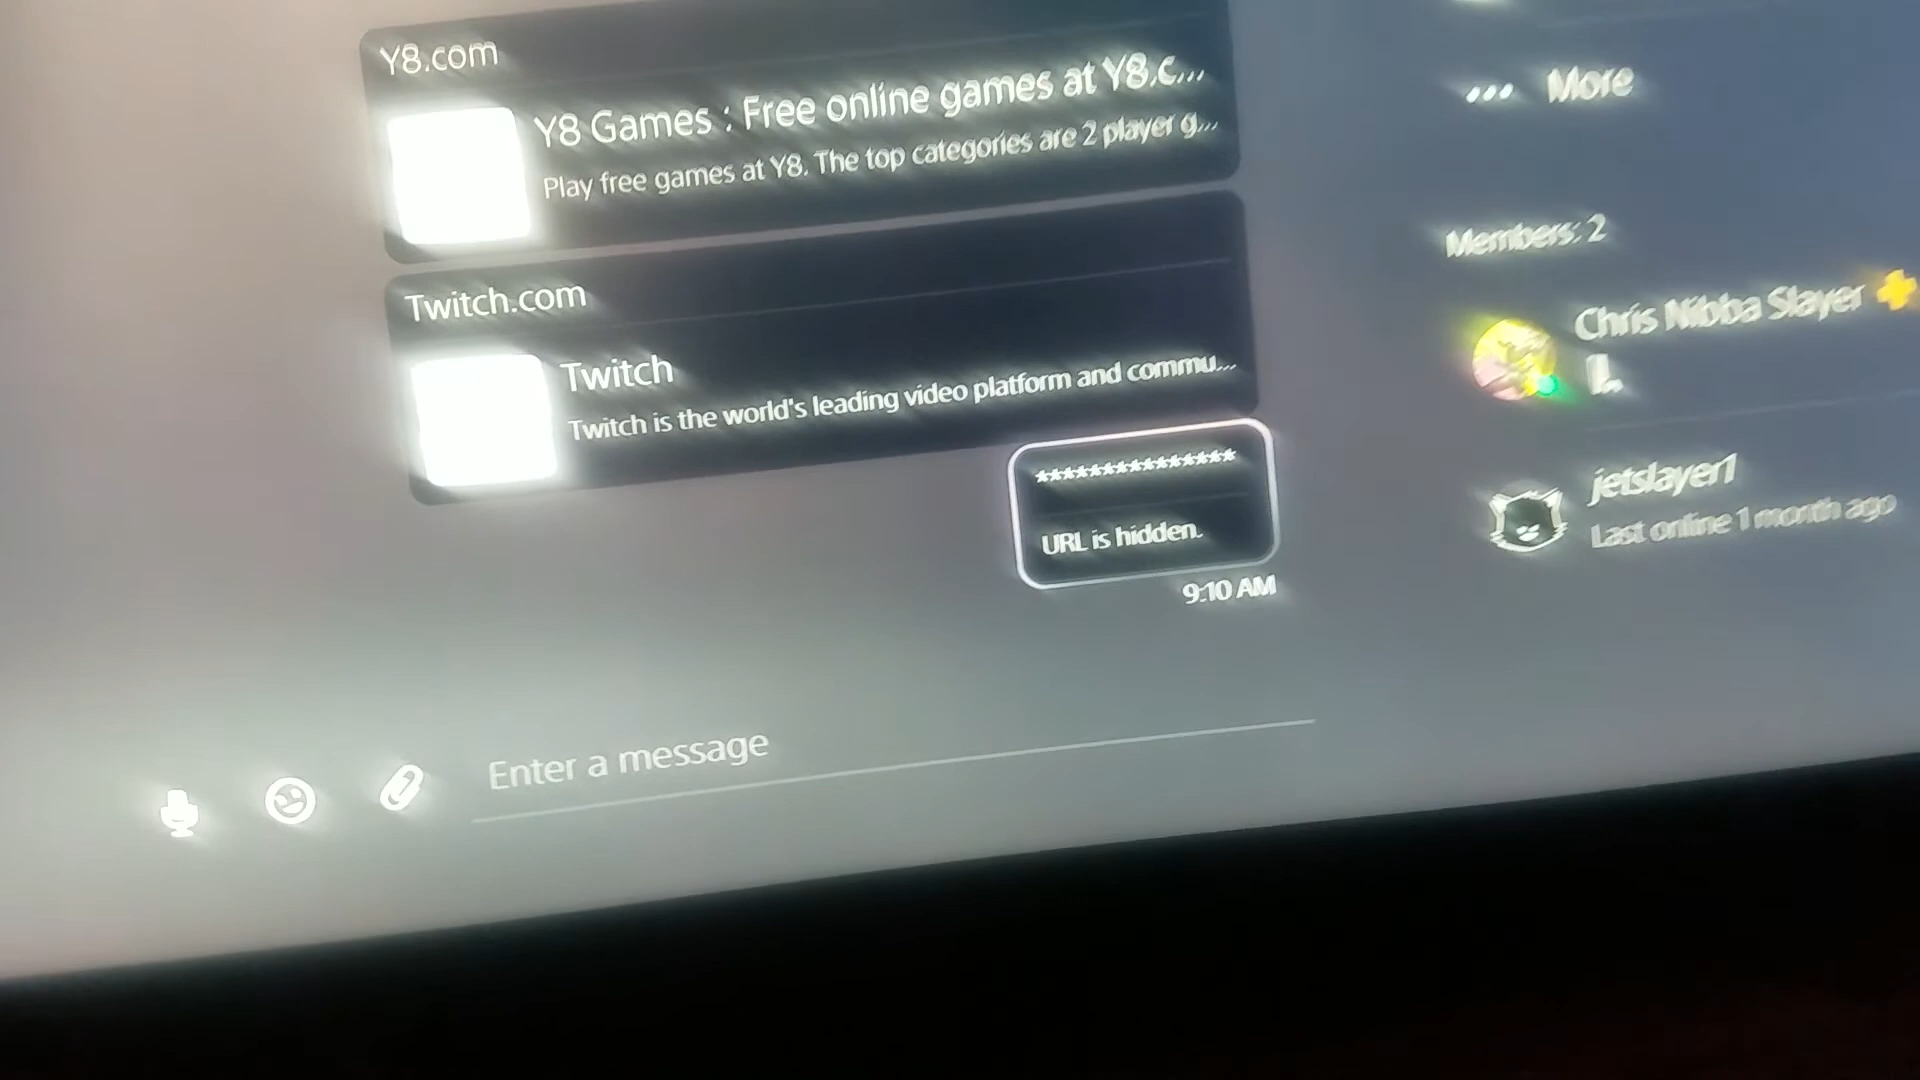 Y8.com
Y8 Games : Free online games at Y8.c...
Play free games at Y8. The top categories are 2 player g...
Twitch.com
Twitch
Twitch is the world's leading video platform and commu...
***************
URL is hidden.
9:10 AM
Enter a message
••• More
Members: 2
Chris Nibba Slayer
jetslayer1
Last online 1 month ago